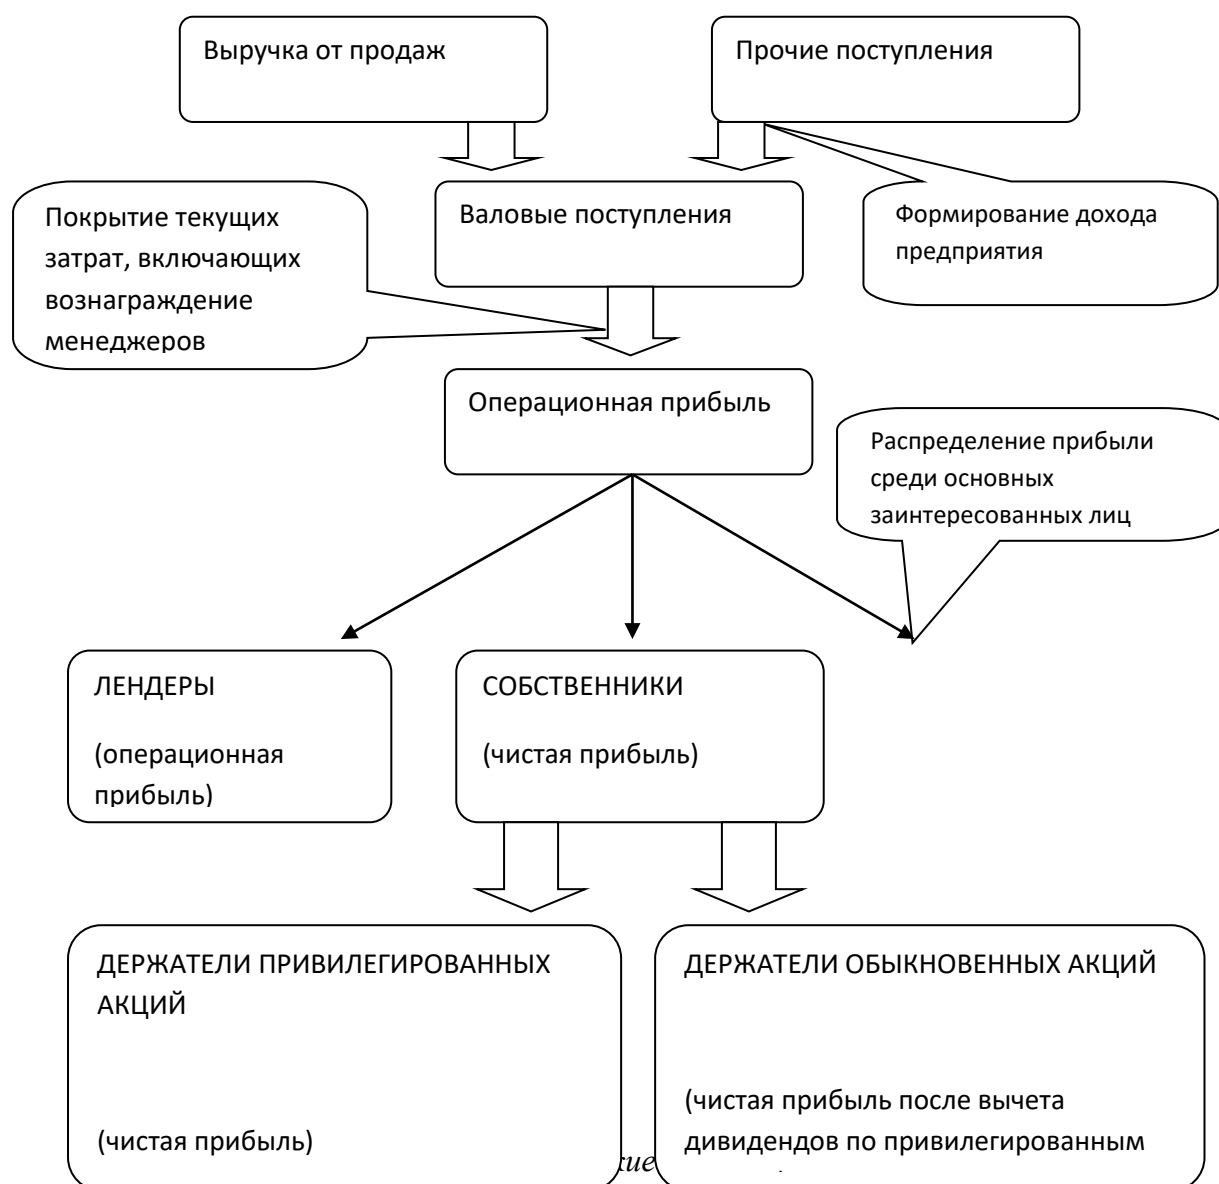 Выручка от продаж
Прочие поступления
Покрытие текущих
затрат, включающих
вознаграждение
менеджеров
Валовые поступления
Формирование дохода
предприятия
Операционная прибыль
Распределение прибыли
среди основных
заинтересованных лиц
ЛЕНДЕРЫ
(операционная
прибыль)
СОБСТВЕННИКИ
(чистая прибыль)
ДЕРЖАТЕЛИ ПРИВИЛЕГИРОВАННЫХ
АКЦИЙ
(чистая прибыль)
ДЕРЖАТЕЛИ ОБЫКНОВЕННЫХ АКЦИЙ
(чистая прибыль после вычета
дивидендов по привилегированным